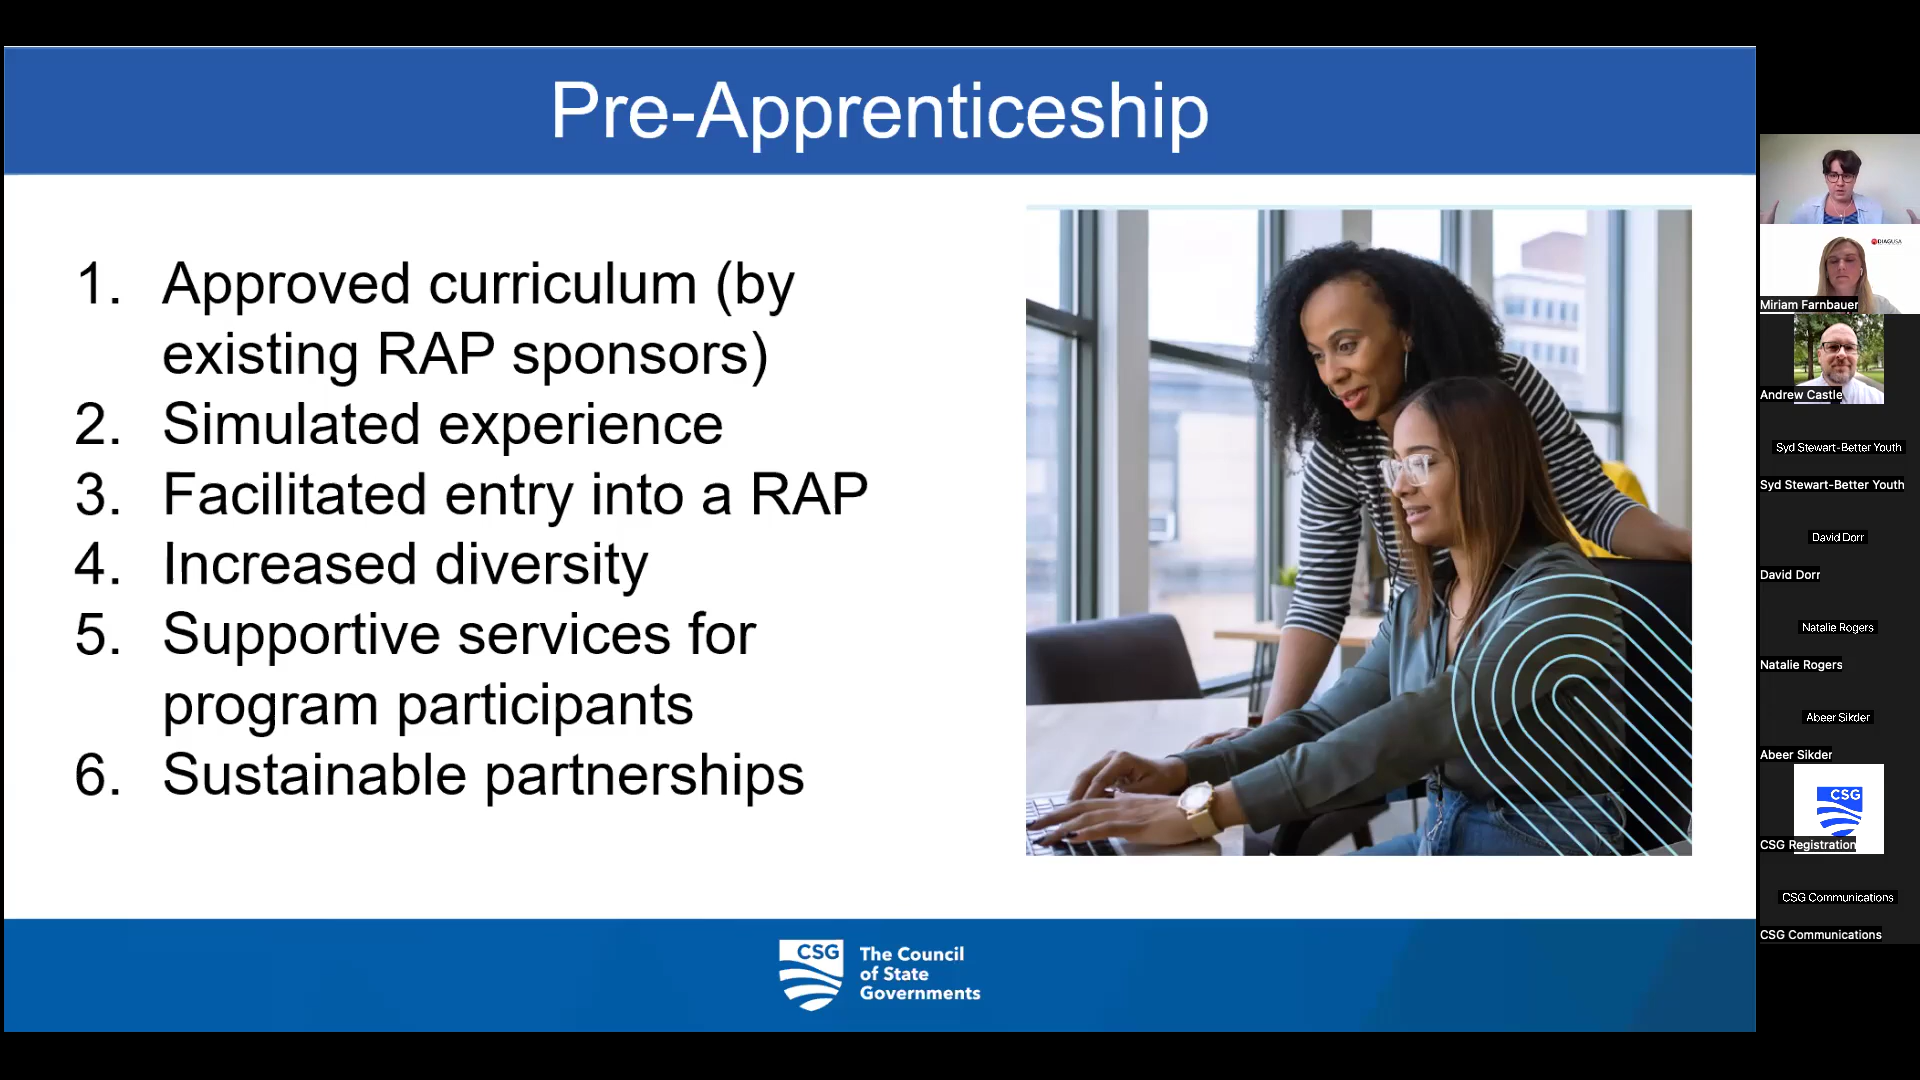 Pre-Apprenticeship
1. Approved curriculum (by
existing RAP sponsors)
2. Simulated experience
3. Facilitated entry into a RAP
4. Increased diversity
5. Supportive services for
program participants
6. Sustainable partnerships
CSG
The Council
of State
Governments
DIAGUSA
Miriam Farnbauer
Andrew Castle
Syd Stewart-Better Youth
Syd Stewart-Better Youth
David Dorr
David Dorr
Natalie Rogers
Natalie Rogers
Abeer Sikder
Abeer Sikder
CSG
CSG Registration
CSG Communications
CSG Communications